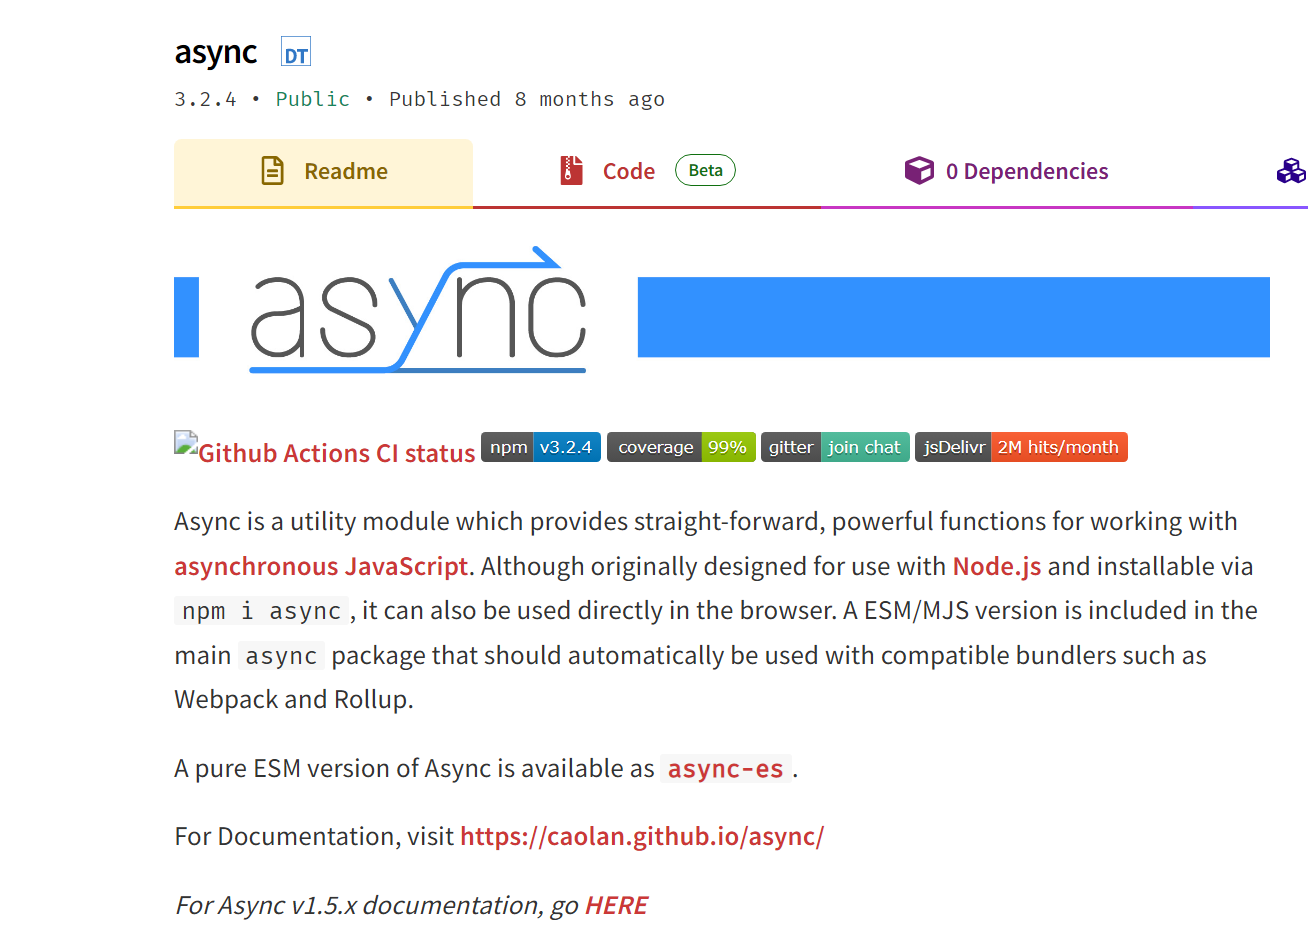 async DT
3.2.4 • Public • Published 8 months ago
Readme Code Beta 0 Dependencies
async
Github Actions CI status npm v3.2.4 coverage 99% gitter join chat jsDelivr 2M hits/month
Async is a utility module which provides straight-forward, powerful functions for working with
asynchronous JavaScript. Although originally designed for use with Node.js and installable via
npm i async, it can also be used directly in the browser. A ESM/MJS version is included in the
main async package that should automatically be used with compatible bundlers such as
Webpack and Rollup.
A pure ESM version of Async is available as async-es.
For Documentation, visit https://caolan.github.io/async/
For Async v1.5.x documentation, go HERE